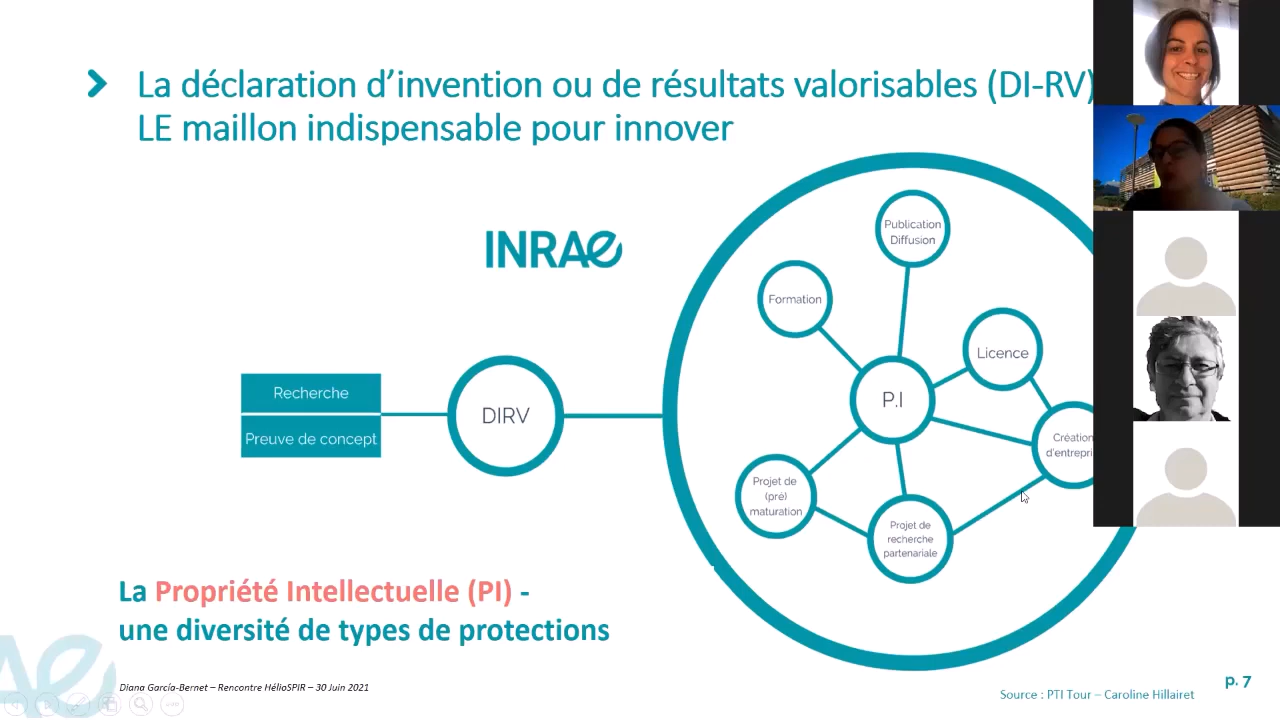 La déclaration d’invention ou de résultats valorisables (DI-RV)
LE maillon indispensable pour innover
INRAE
Publication
Diffusion
Formation
Licence
P.I
Recherche
Preuve de concept
DIRV
Création
d'entrepri
Projet de
(pré)
maturation
Projet de
recherche
partenariale
La Propriété Intellectuelle (PI) -
une diversité de types de protections
Diana García-Bernet – Rencontre HélioSPIR – 30 Juin 2021
Source : PTI Tour – Caroline Hillairet
p. 7